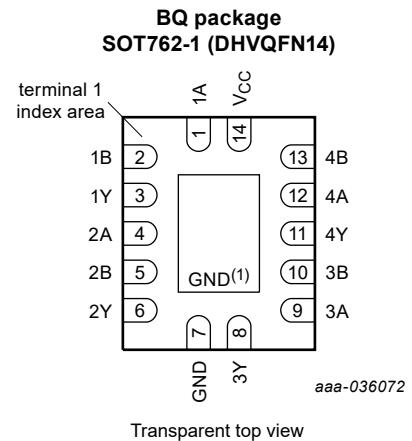 BQ package
SOT762-1 (DHVQFN14)
terminal 1
index area
1A
VCC
1
14
1B 2 13 4B
1Y 3 12 4A
2A 4 11 4Y
2B 5 10 3B
GND(1)
2Y 6 9 3A
7
8
GND
3Y
aaa-036072
Transparent top view